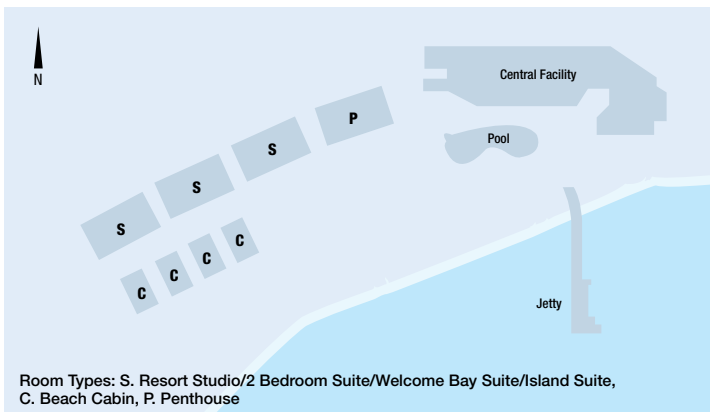 N
Central Facility
P
Pool
S
S
S
C
C
C
C
Jetty
Room Types: S. Resort Studio/2 Bedroom Suite/Welcome Bay Suite/Island Suite,
C. Beach Cabin, P. Penthouse